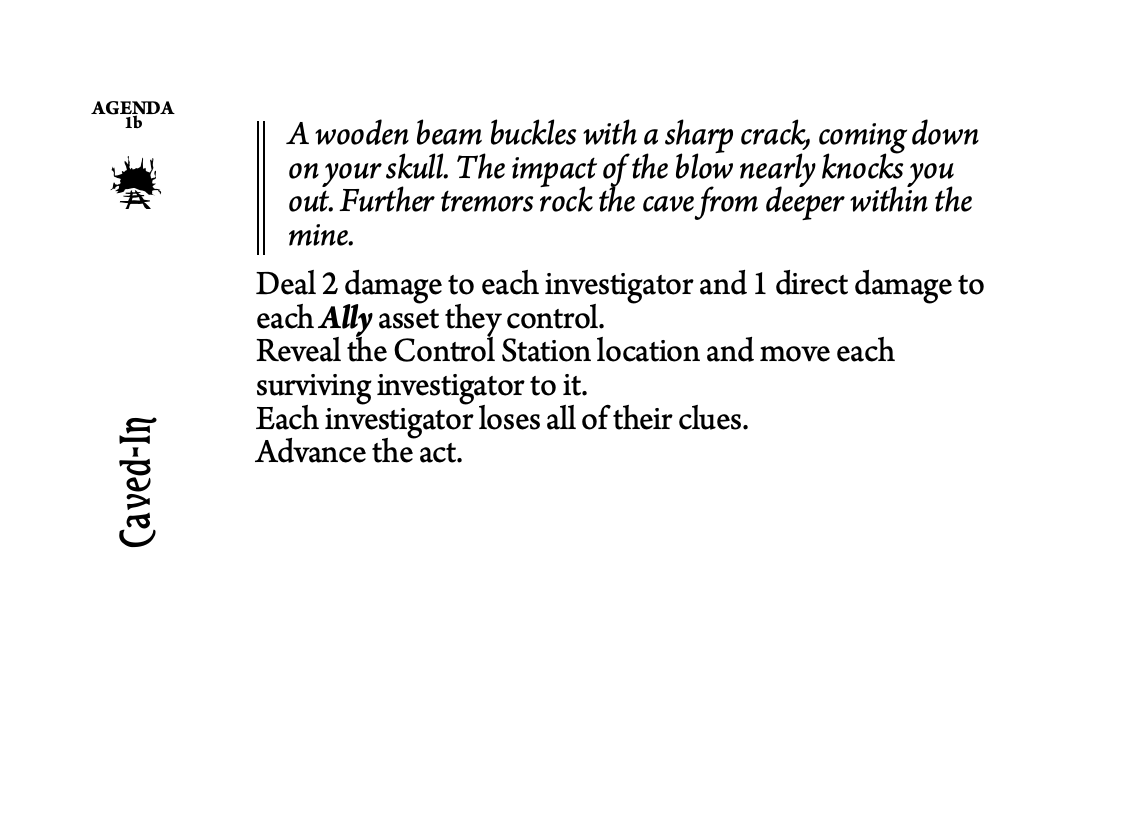 AGENDA
1b
A wooden beam buckles with a sharp crack, coming down
on your skull. The impact of the blow nearly knocks you
out. Further tremors rock the cave from deeper within the
mine.
Deal 2 damage to each investigator and 1 direct damage to
each Ally asset they control.
Reveal the Control Station location and move each
surviving investigator to it.
Each investigator loses all of their clues.
Advance the act.
Caved-In